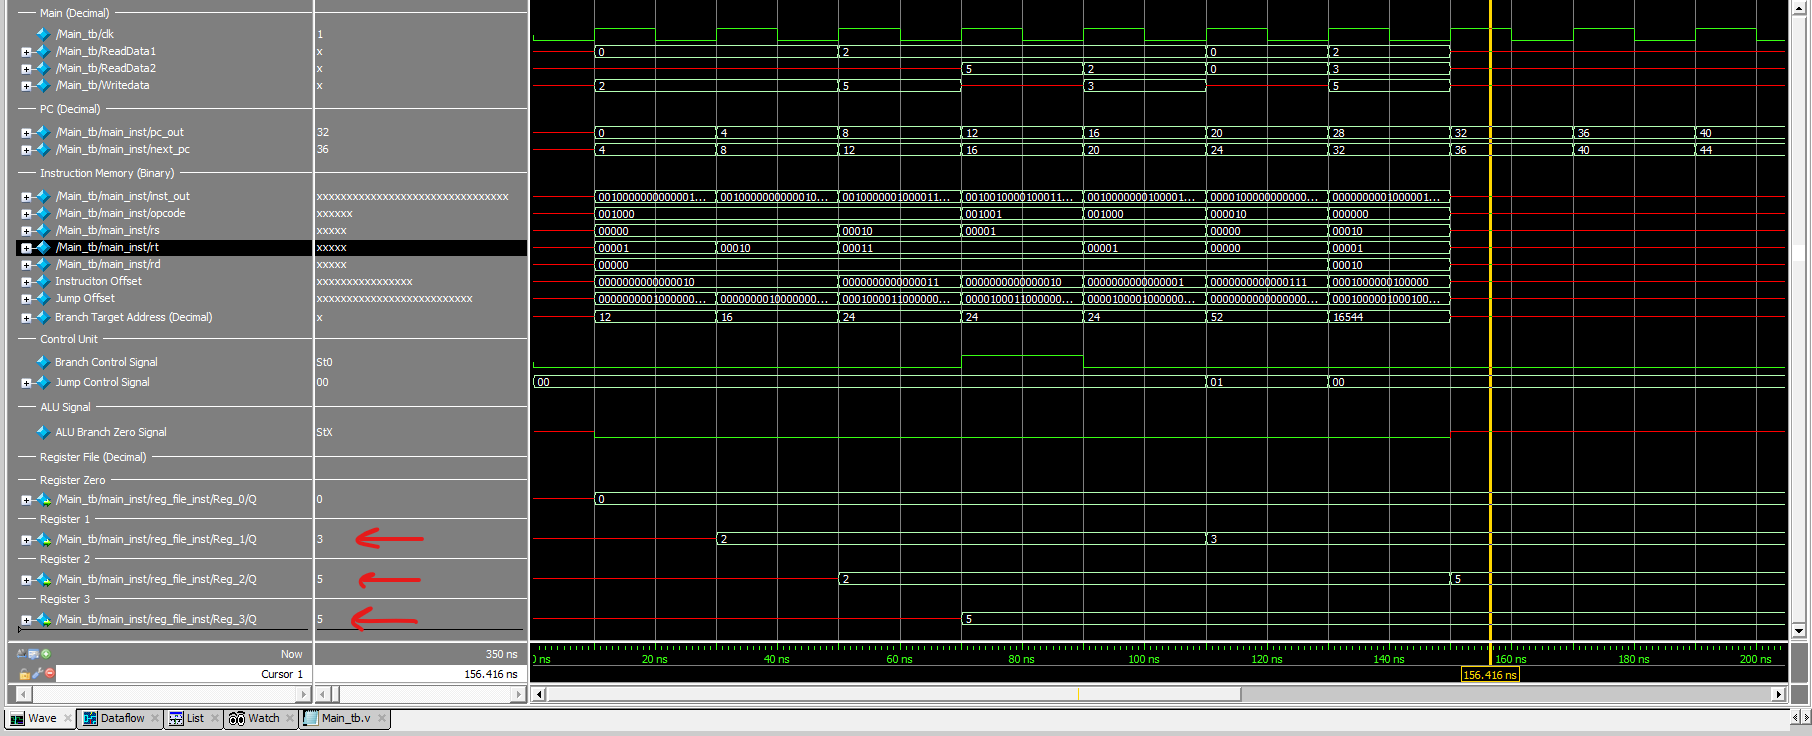 Main (Decimal)
/Main_tb/clk 1
/Main_tb/ReadData1 x 0 2 0 2
/Main_tb/ReadData2 x 5 2 0 3
/Main_tb/Writedata x 2 5 3 5
PC (Decimal)
/Main_tb/main_inst/pc_out 32 0 4 8 12 16 20 28 32 36 40
/Main_tb/main_inst/next_pc 36 4 8 12 16 20 24 32 36 40 44
Instruction Memory (Binary)
/Main_tb/main_inst/inst_out xxxxxxxxxxxxxxxxxxxxxxxxxxxxxxxx 0010000000000001... 0010000000000010... 0010000001000011... 0010010000100011... 0010000000100001... 0000100000000000... 0000000001000001...
/Main_tb/main_inst/opcode xxxxxx 001000 001001 001000 000010 000000
/Main_tb/main_inst/rs xxxxx 00000 00010 00001 00000 00010
/Main_tb/main_inst/rt xxxxx 00001 00010 00011 00001 00000 00001
/Main_tb/main_inst/rd xxxxx 00000 00010
Instruciton Offset xxxxxxxxxxxxxxxx 0000000000000010 0000000000000011 0000000000000010 0000000000000001 0000000000000111 0001000000100000
Jump Offset xxxxxxxxxxxxxxxxxxxxxxxxxx 0000000001000000... 0000000010000000... 0001000011000000... 0000100011000000... 0000100001000000... 0000000000000000... 0001000001000100...
Branch Target Address (Decimal) x 12 16 24 24 24 52 16544
Control Unit
Branch Control Signal St0
Jump Control Signal 00 00 01 00
ALU Signal
ALU Branch Zero Signal StX
Register File (Decimal)
Register Zero
/Main_tb/main_inst/reg_file_inst/Reg_0/Q 0 0
Register 1
/Main_tb/main_inst/reg_file_inst/Reg_1/Q 3 2 3
Register 2
/Main_tb/main_inst/reg_file_inst/Reg_2/Q 5 2 5
Register 3
/Main_tb/main_inst/reg_file_inst/Reg_3/Q 5 5
Now 350 ns ns 20 ns 40 ns 60 ns 80 ns 100 ns 120 ns 140 ns 160 ns 180 ns 200 ns
Cursor 1 156.416 ns 156.416 ns
Wave Dataflow List Watch Main_tb.v